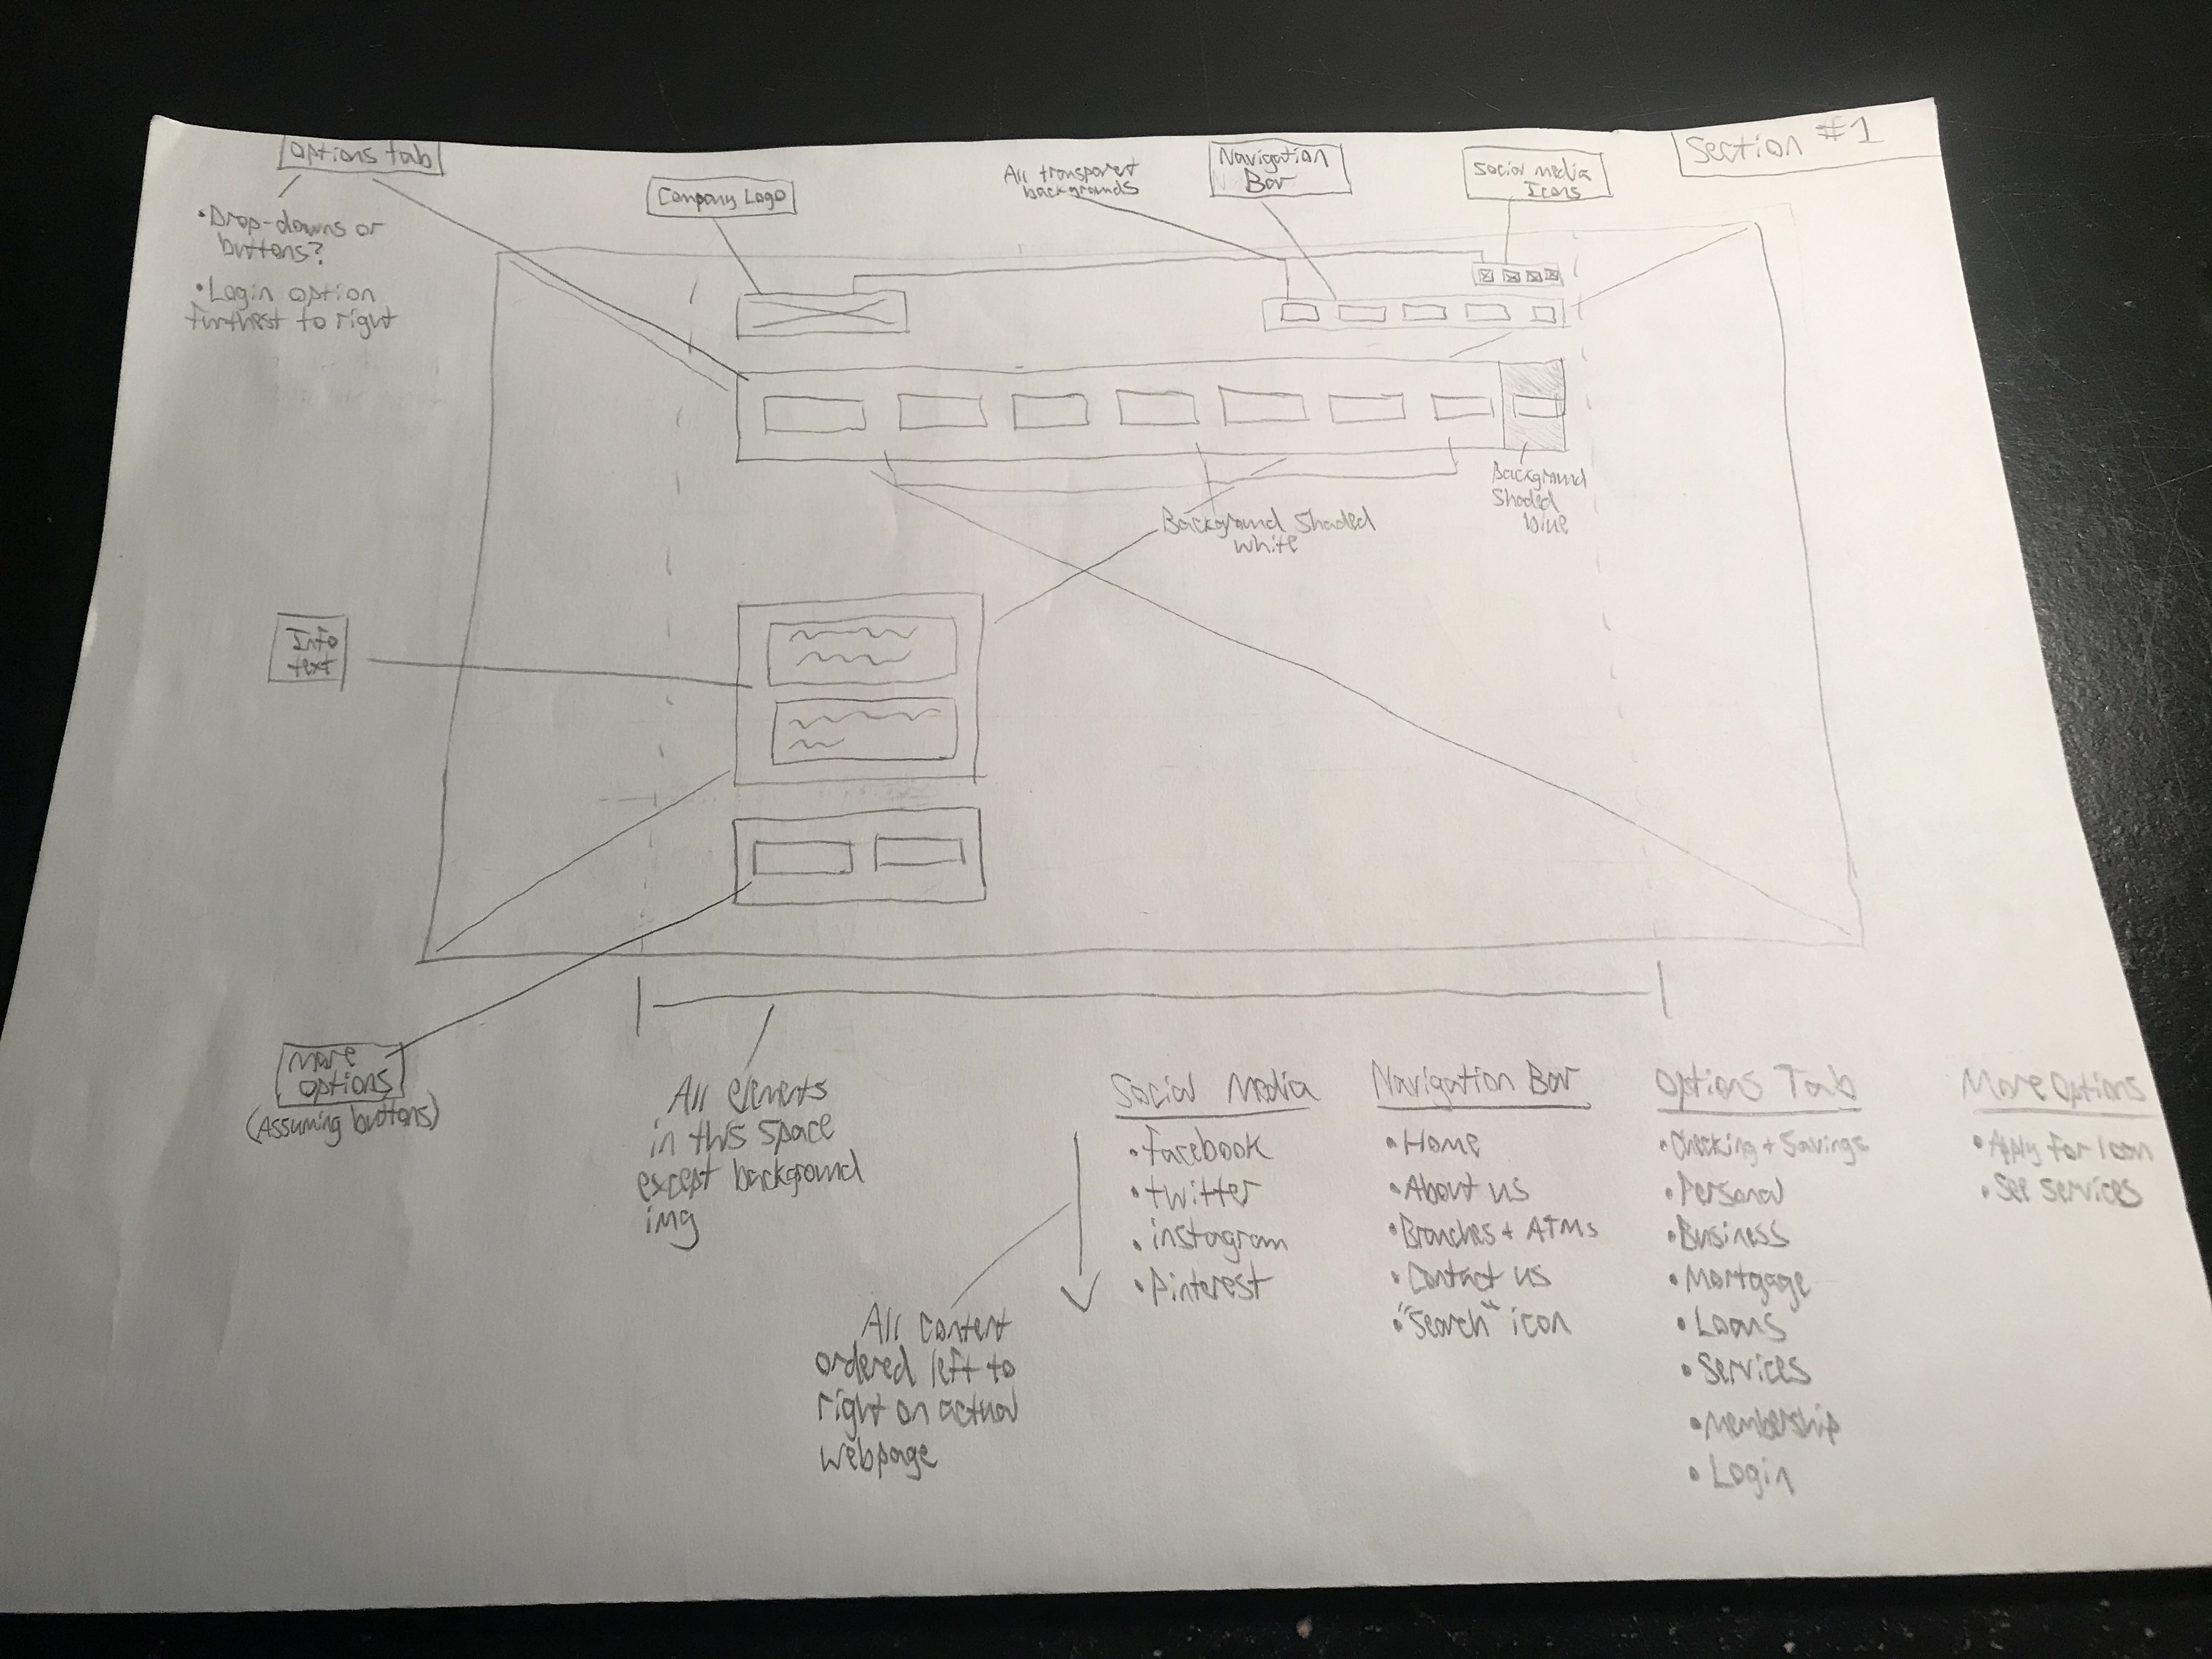 Section #1
Options tab
• Drop-downs or
buttons?
• Login option
furthest to right
Company Logo
All transparent
backgrounds
Navigation
Bar
Social media
Icons
Background Shaded
white
Background
Shaded
blue
Info
text
More
options
(Assuming buttons)
All elements
in this space
except background
img
All content
ordered left to
right on actual
webpage
Social Media
• Facebook
• twitter
• instagram
• Pinterest
Navigation Bar
• Home
• About us
• Branches + ATMs
• Contact us
• "Search" icon
Options Tab
• Checking + Savings
• Personal
• Business
• Mortgage
• Loans
• Services
• Membership
• Login
More Options
• Apply for loan
• See services